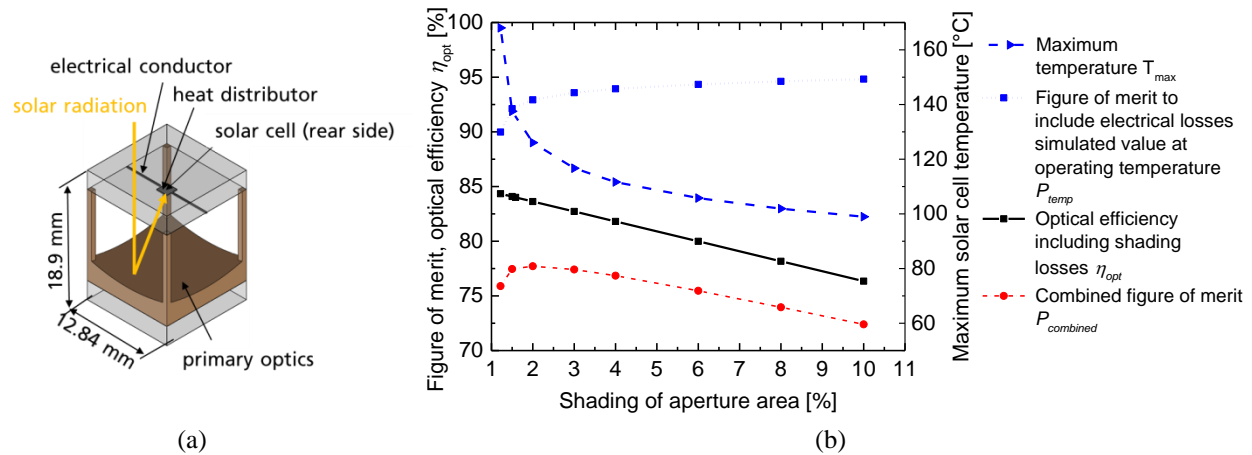 (a)
electrical conductor
heat distributor
solar radiation
solar cell (rear side)
18.9 mm
12.84 mm
primary optics
(b)
Figure of merit, optical efficiency ηopt [%]
100
95
90
85
80
75
70
1 2 3 4 5 6 7 8 9 10 11
Shading of aperture area [%]
160
140
120
100
80
60
Maximum solar cell temperature [°C]
Maximum
temperature Tmax
Figure of merit to
include electrical losses
simulated value at
operating temperature
Ptemp
Optical efficiency
including shading
losses ηopt
Combined figure of merit
Pcombined
(a)
(b)